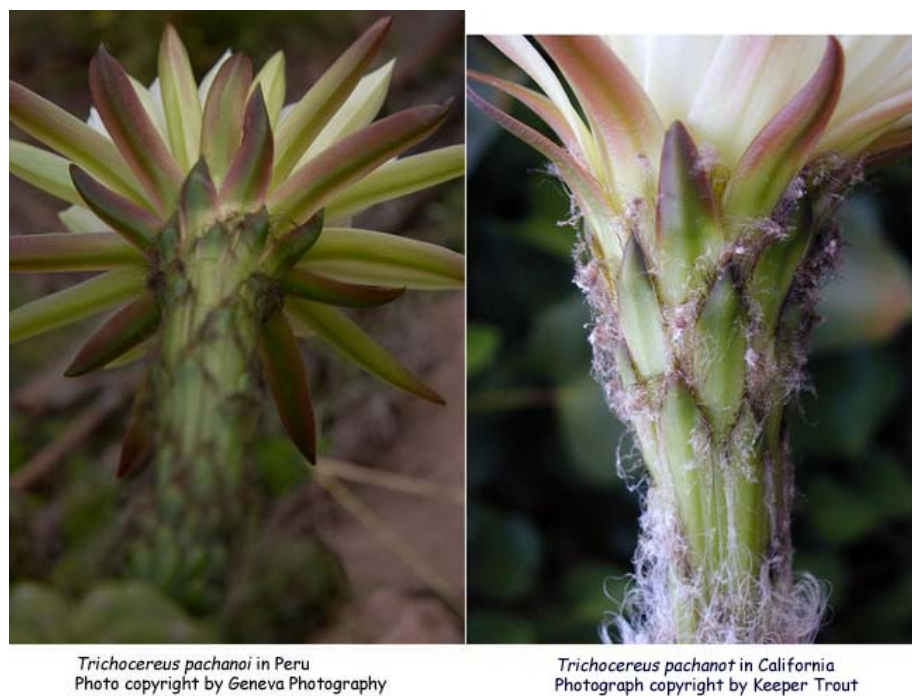 Trichocereus pachanoi in Peru
Photo copyright by Geneva Photography
Trichocereus pachanot in California
Photograph copyright by Keeper Trout